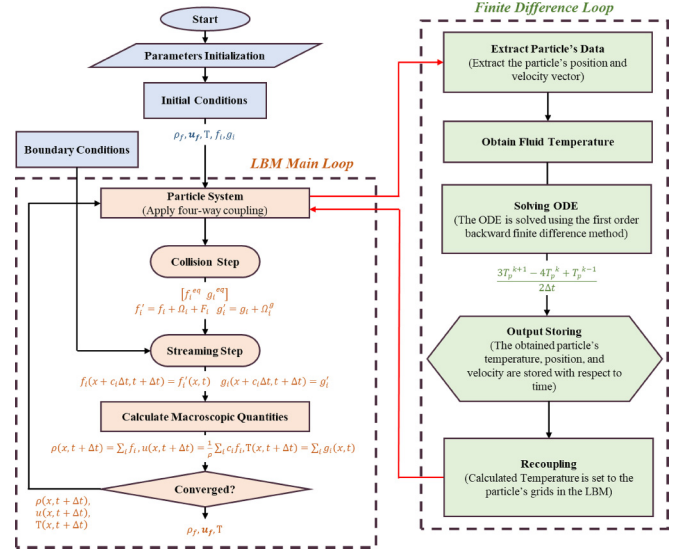 Start
Parameters Initialization
Initial Conditions
ρ_f, u_f, T, f_i, g_i
Boundary Conditions
LBM Main Loop
Particle System
(Apply four-way coupling)
Collision Step
[f_i^{eq} g_i^{eq}]
f_i' = f_i + Ω_i + F_i g_i' = g_i + Ω_i^g
Streaming Step
f_i(x + c_iΔt, t + Δt) = f_i'(x, t) g_i(x + c_iΔt, t + Δt) = g_i'
Calculate Macroscopic Quantities
ρ(x, t + Δt) = ∑_i f_i, u(x, t + Δt) = \frac{1}{ρ} ∑_i c_i f_i, T(x, t + Δt) = ∑_i g_i(x, t)
Converged?
ρ(x, t + Δt),
u(x, t + Δt),
T(x, t + Δt)
ρ_f, u_f, T
Finite Difference Loop
Extract Particle's Data
(Extract the particle's position and
velocity vector)
Obtain Fluid Temperature
Solving ODE
(The ODE is solved using the first order
backward finite difference method)
3T_p^{k+1} − 4T_p^k + T_p^{k−1}
2Δt
Output Storing
(The obtained particle's
temperature, position, and
velocity are stored with respect to
time)
Recoupling
(Calculated Temperature is set to the
particle's grids in the LBM)